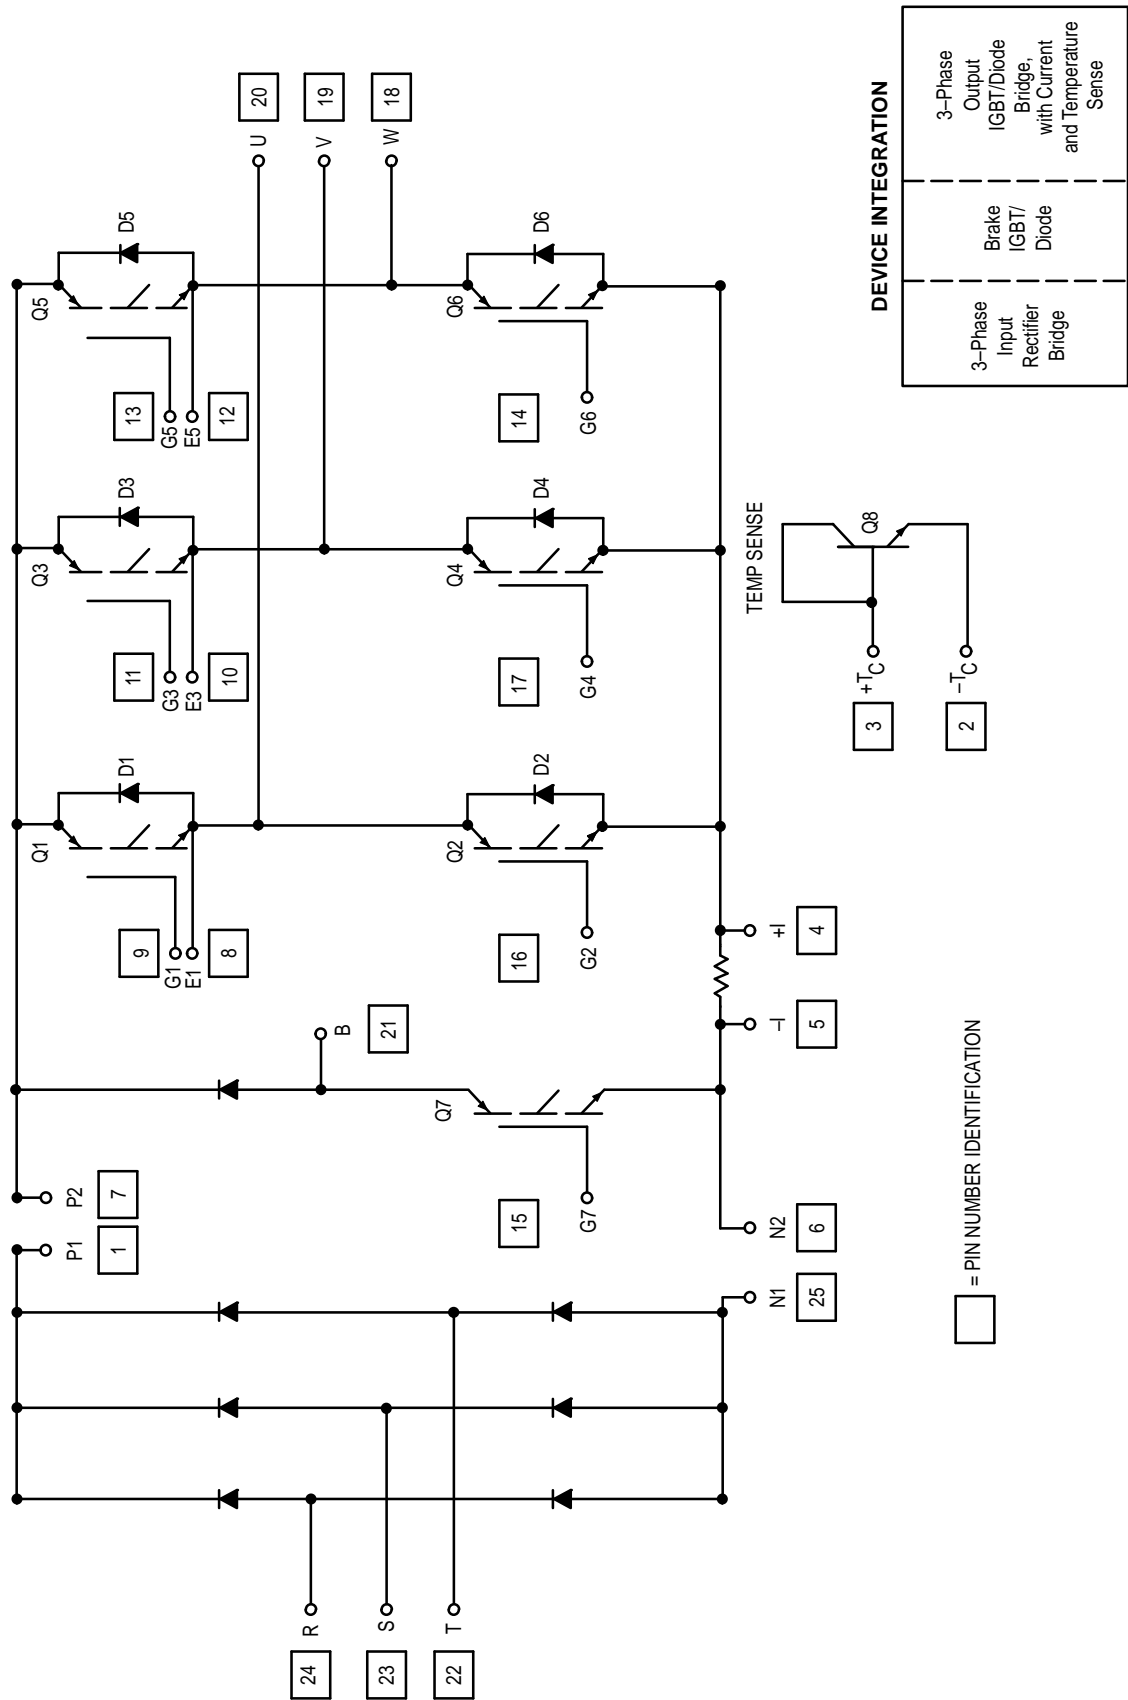 R
24
S
23
T
22
P1
1
P2
7
N1
25
N2
6
B
21
Q7
15
G7
–I
5
+I
4
Q1
D1
9
G1
E1
8
Q2
D2
16
G2
Q3
D3
11
G3
E3
10
Q4
D4
17
G4
Q5
D5
13
G5
E5
12
Q6
D6
14
G6
U
20
V
19
W
18
TEMP SENSE
Q8
3
+TC
2
–TC
= PIN NUMBER IDENTIFICATION
DEVICE INTEGRATION
3–Phase
Input
Rectifier
Bridge
Brake
IGBT/
Diode
3–Phase
Output
IGBT/Diode
Bridge,
with Current
and Temperature
Sense